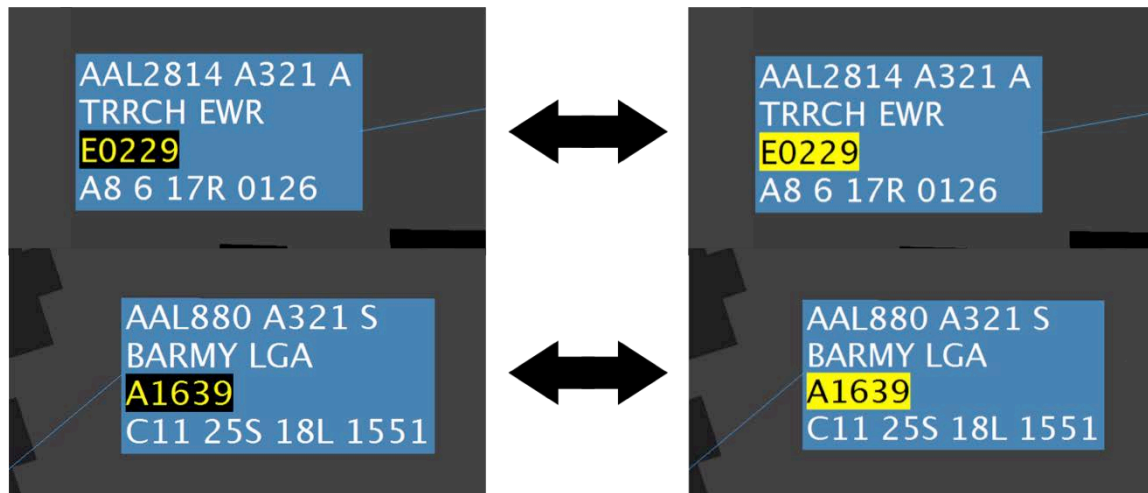 AAL2814 A321 A
TRRCH EWR
E0229
A8 6 17R 0126
AAL2814 A321 A
TRRCH EWR
E0229
A8 6 17R 0126
AAL880 A321 S
BARMY LGA
A1639
C11 25S 18L 1551
AAL880 A321 S
BARMY LGA
A1639
C11 25S 18L 1551